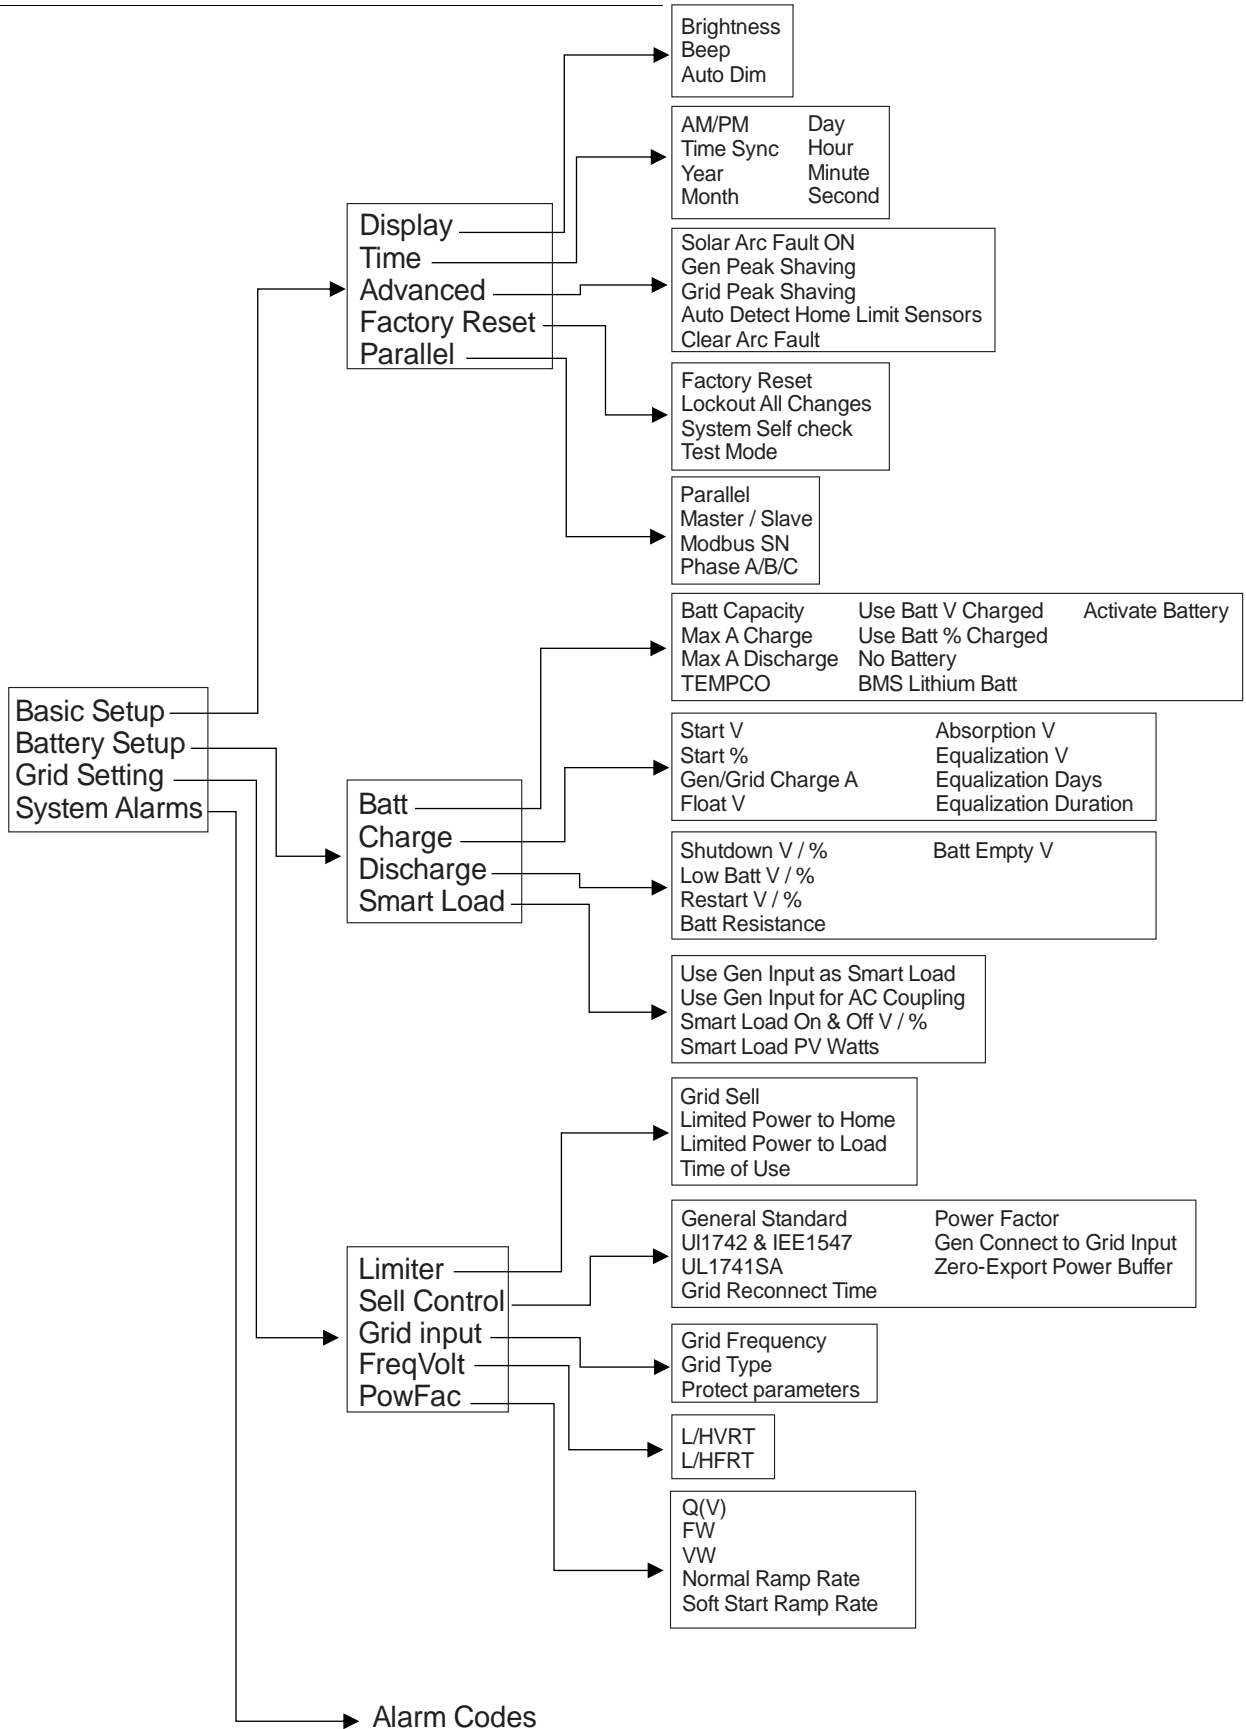 Brightness
Beep
Auto Dim
AM/PM Day
Time Sync Hour
Year Minute
Month Second
Display
Time
Advanced
Factory Reset
Parallel
Solar Arc Fault ON
Gen Peak Shaving
Grid Peak Shaving
Auto Detect Home Limit Sensors
Clear Arc Fault
Factory Reset
Lockout All Changes
System Self check
Test Mode
Parallel
Master / Slave
Modbus SN
Phase A/B/C
Basic Setup
Battery Setup
Grid Setting
System Alarms
Batt Capacity Use Batt V Charged Activate Battery
Max A Charge Use Batt % Charged
Max A Discharge No Battery
TEMPCO BMS Lithium Batt
Batt
Charge
Discharge
Smart Load
Start V Absorption V
Start % Equalization V
Gen/Grid Charge A Equalization Days
Float V Equalization Duration
Shutdown V / % Batt Empty V
Low Batt V / %
Restart V / %
Batt Resistance
Use Gen Input as Smart Load
Use Gen Input for AC Coupling
Smart Load On & Off V / %
Smart Load PV Watts
Grid Sell
Limited Power to Home
Limited Power to Load
Time of Use
Limiter
Sell Control
Grid input
FreqVolt
PowFac
General Standard Power Factor
Ul1742 & IEE1547 Gen Connect to Grid Input
UL1741SA Zero-Export Power Buffer
Grid Reconnect Time
Grid Frequency
Grid Type
Protect parameters
L/HVRT
L/HFRT
Q(V)
FW
VW
Normal Ramp Rate
Soft Start Ramp Rate
Alarm Codes